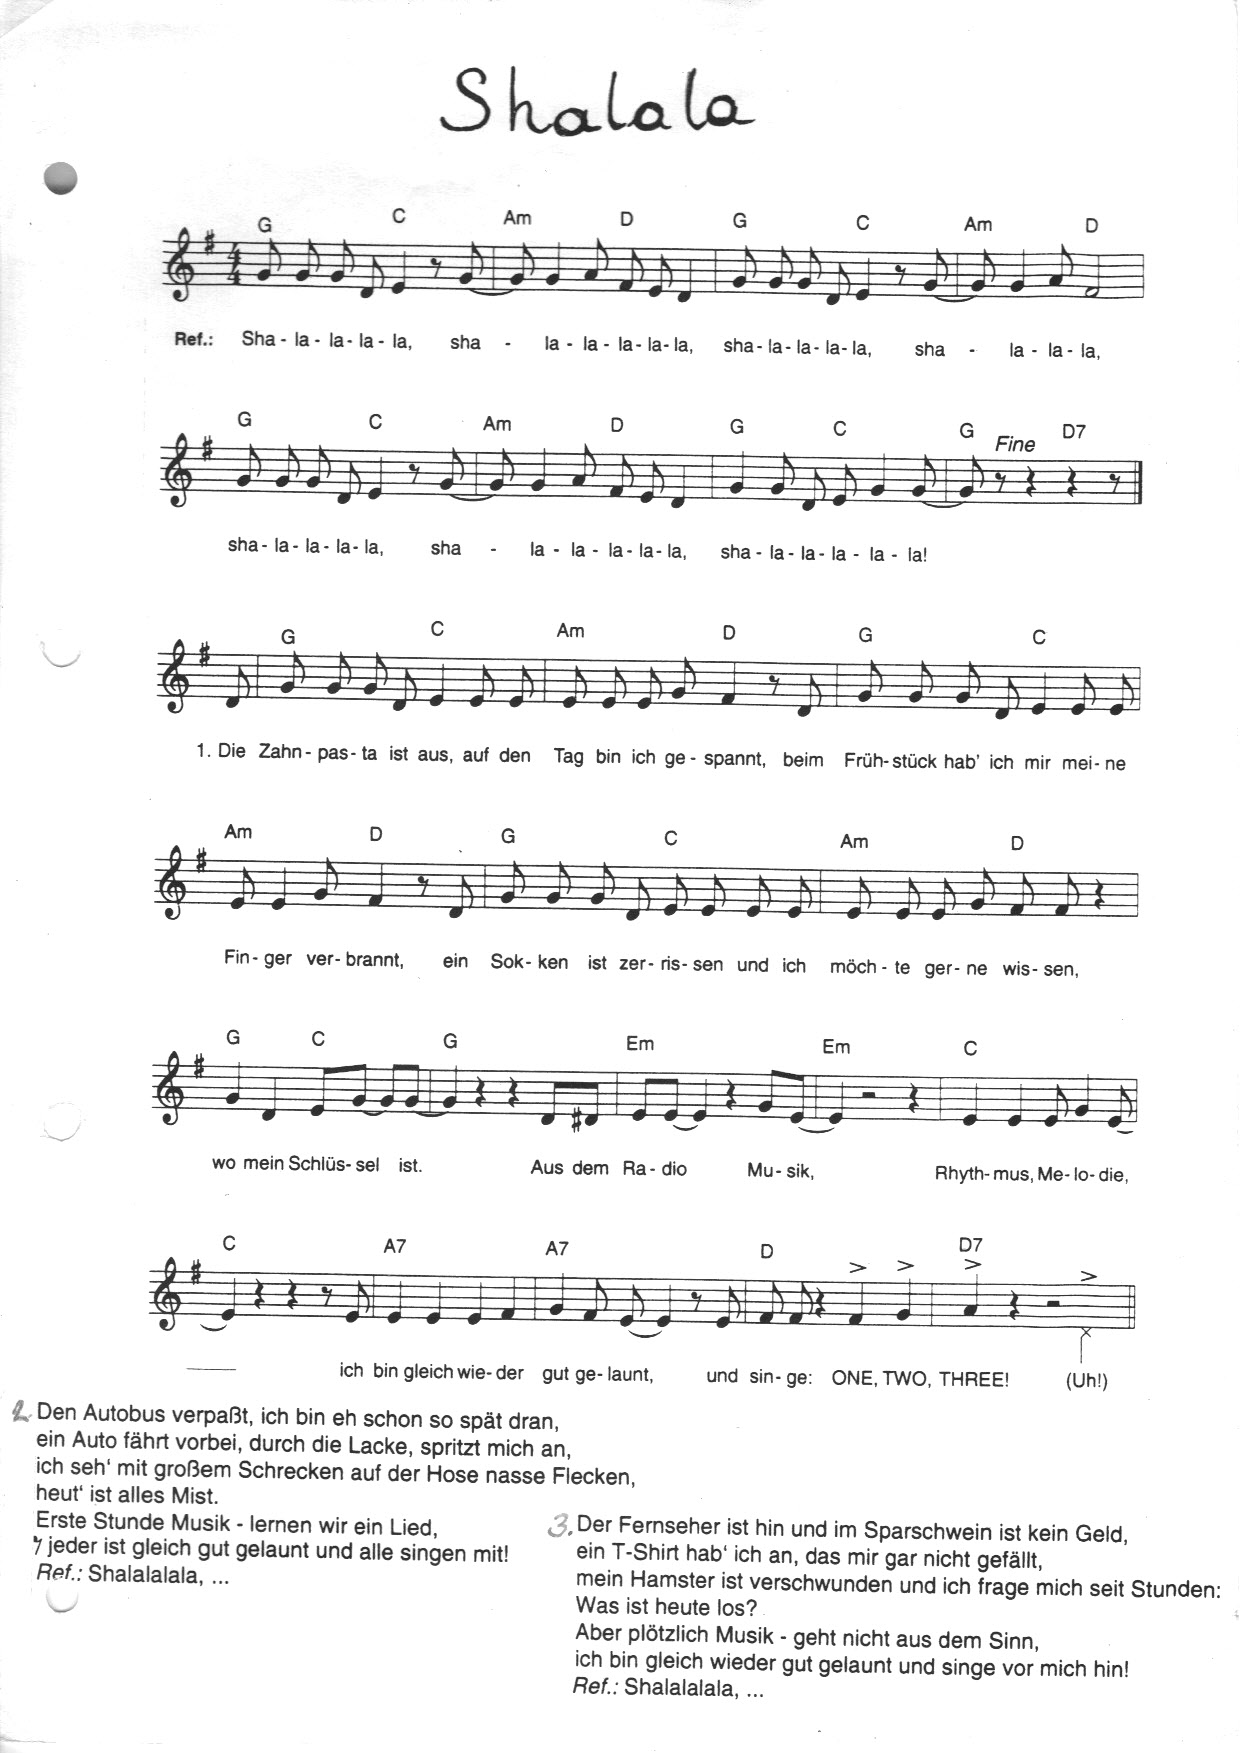 Shalala
G C Am D G C Am D
Ref.: Sha - la - la - la - la, sha - la - la - la - la - la, sha - la - la - la - la, sha - la - la - la,
G C Am D G C G Fine D7
sha - la - la - la - la, sha - la - la - la - la - la, sha - la - la - la - la - la!
G C Am D G C
1. Die Zahn - pas - ta ist aus, auf den Tag bin ich ge - spannt, beim Früh - stück hab' ich mir mei - ne
Am D G C Am D
Fin - ger ver - brannt, ein Sok - ken ist zer - ris - sen und ich möch - te ger - ne wis - sen,
G C G Em Em C
wo mein Schlüs - sel ist. Aus dem Ra - dio Mu - sik, Rhyth - mus, Me - lo - die,
C A7 A7 D D7
ich bin gleich wie - der gut ge - launt, und sin - ge: ONE, TWO, THREE! (Uh!)
2. Den Autobus verpaßt, ich bin eh schon so spät dran,
ein Auto fährt vorbei, durch die Lacke, spritzt mich an,
ich seh' mit großem Schrecken auf der Hose nasse Flecken,
heut' ist alles Mist.
Erste Stunde Musik - lernen wir ein Lied,
jeder ist gleich gut gelaunt und alle singen mit!
Ref.: Shalalalala, ...
3. Der Fernseher ist hin und im Sparschwein ist kein Geld,
ein T-Shirt hab' ich an, das mir gar nicht gefällt,
mein Hamster ist verschwunden und ich frage mich seit Stunden:
Was ist heute los?
Aber plötzlich Musik - geht nicht aus dem Sinn,
ich bin gleich wieder gut gelaunt und singe vor mich hin!
Ref.: Shalalalala, ...